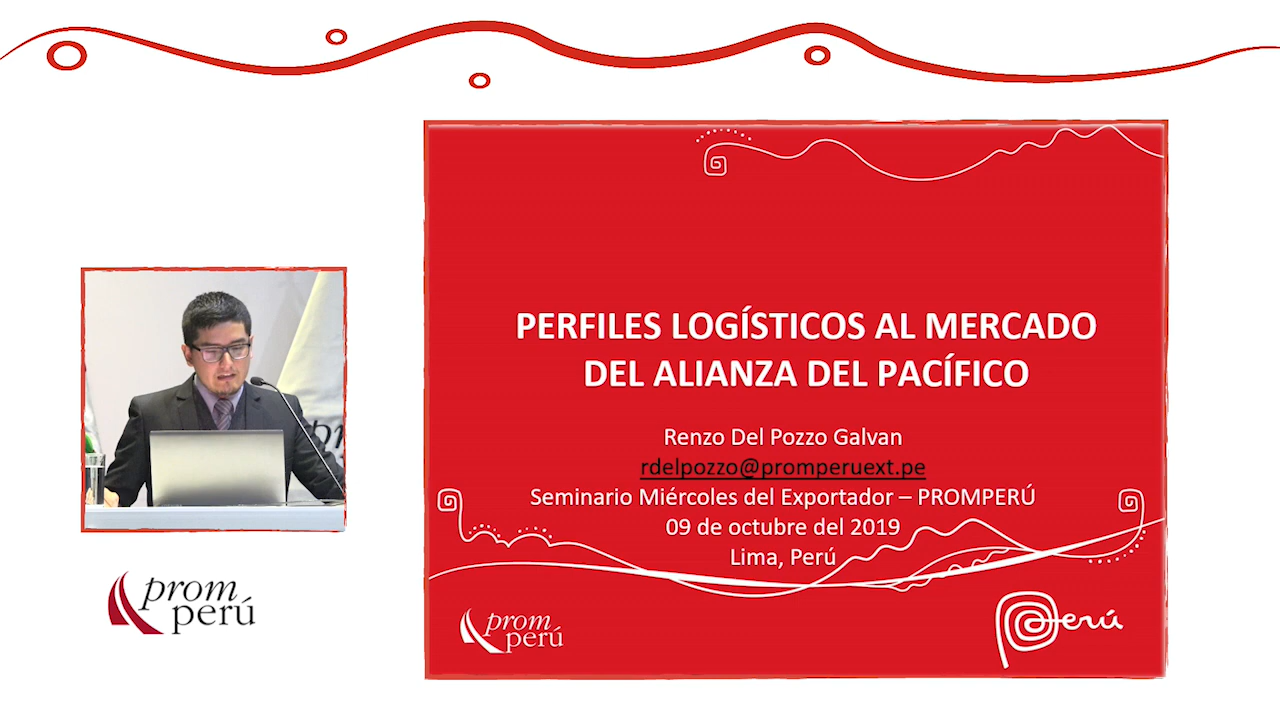 PERFILES LOGÍSTICOS AL MERCADO
DEL ALIANZA DEL PACÍFICO
Renzo Del Pozzo Galvan
rdelpozzo@promperuext.pe
Seminario Miércoles del Exportador – PROMPERÚ
09 de octubre del 2019
Lima, Perú
prom
perú
Perú
prom
perú